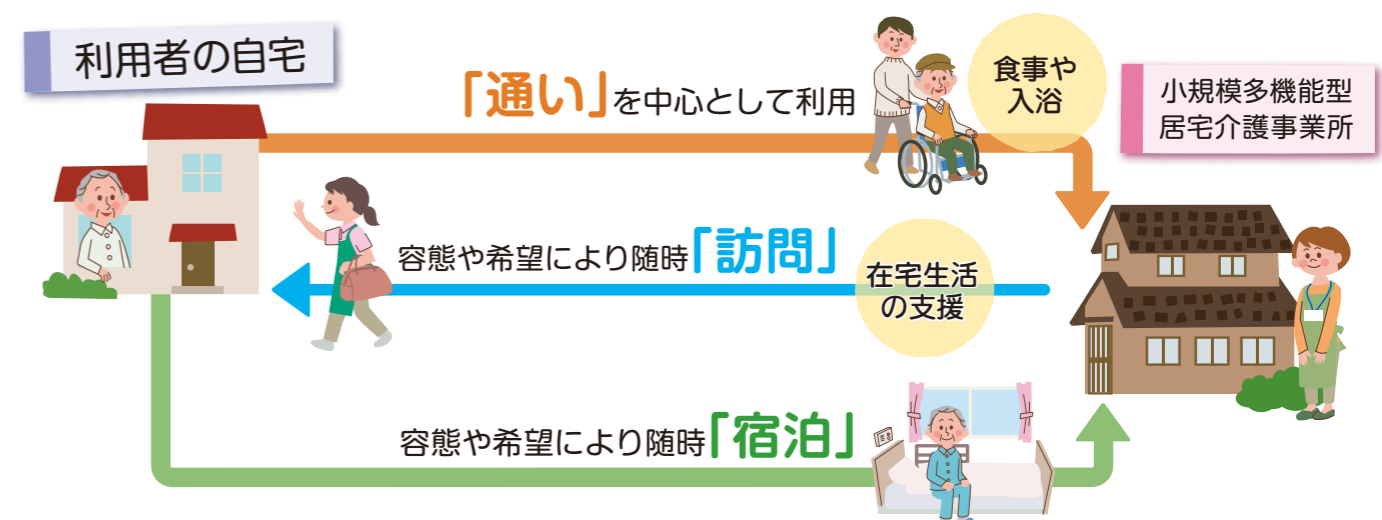 利用者の自宅
「通い」を中心として利用
食事や
入浴
小規模多機能型
居宅介護事業所
容態や希望により随時「訪問」
在宅生活
の支援
容態や希望により随時「宿泊」